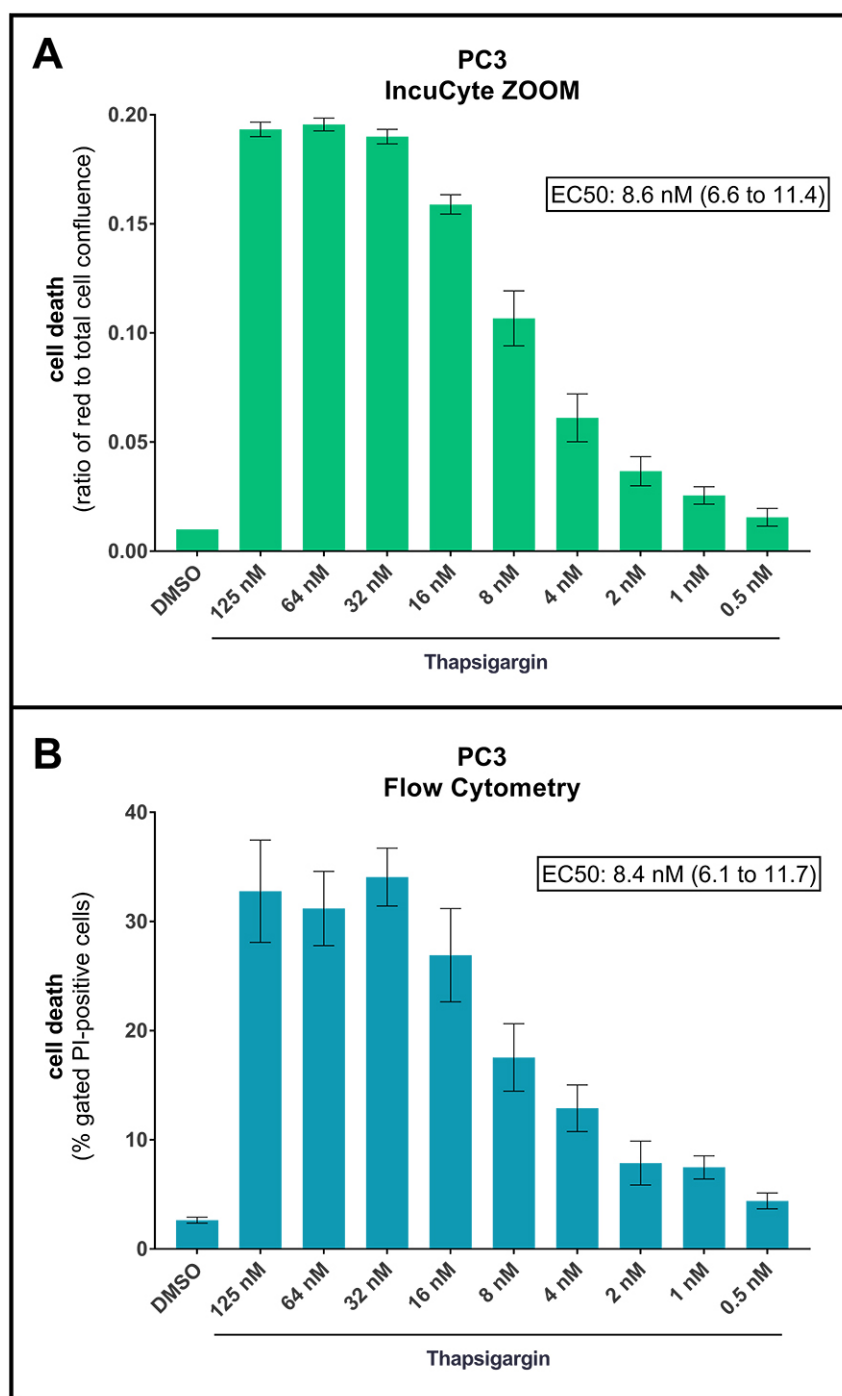 A
PC3
IncuCyte ZOOM
cell death
(ratio of red to total cell confluence)
0.20
0.15
0.10
0.05
0.00
EC50: 8.6 nM (6.6 to 11.4)
DMSO
125 nM
64 nM
32 nM
16 nM
8 nM
4 nM
2 nM
1 nM
0.5 nM
Thapsigargin
B
PC3
Flow Cytometry
cell death
(% gated PI-positive cells)
40
30
20
10
0
EC50: 8.4 nM (6.1 to 11.7)
DMSO
125 nM
64 nM
32 nM
16 nM
8 nM
4 nM
2 nM
1 nM
0.5 nM
Thapsigargin